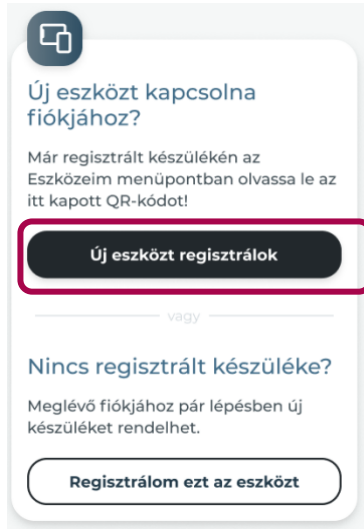 Új eszközt kapcsolna
fiókjához?
Már regisztrált készülékén az
Eszközeim menüpontban olvassa le az
itt kapott QR-kódot!
Új eszközt regisztrálok
vagy
Nincs regisztrált készüléke?
Meglévő fiókjához pár lépésben új
készüléket rendelhet.
Regisztrálom ezt az eszközt